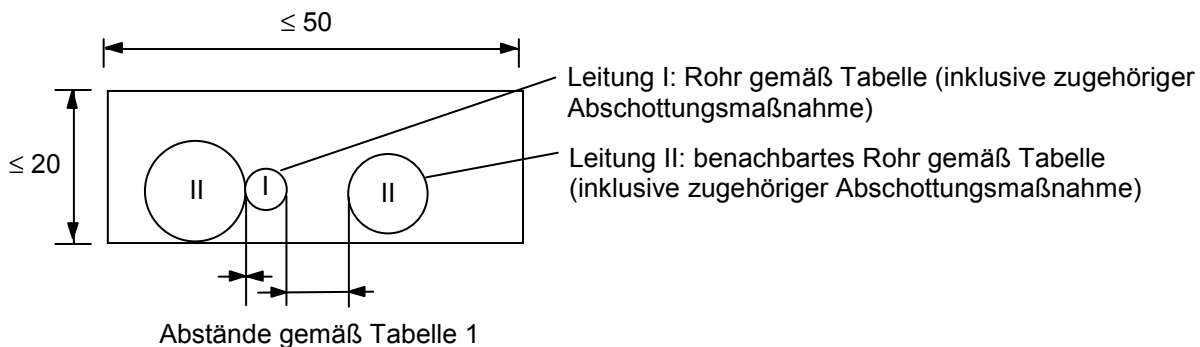 ≤ 50
Leitung I: Rohr gemäß Tabelle (inklusive zugehöriger
Abschottungsmaßnahme)
≤ 20
Leitung II: benachbartes Rohr gemäß Tabelle
(inklusive zugehöriger Abschottungsmaßnahme)
II
I
II
Abstände gemäß Tabelle 1